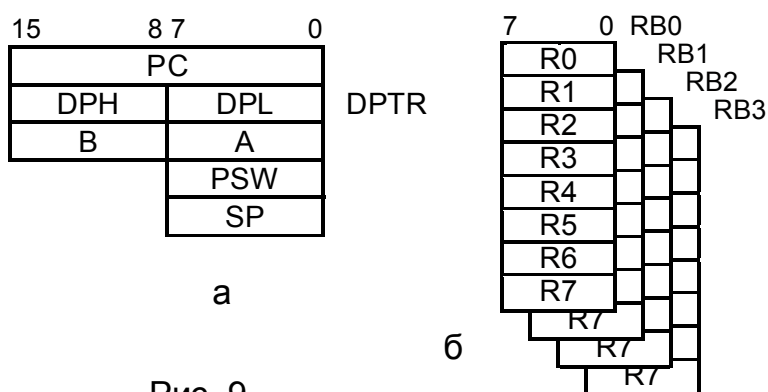 15 8 7 0
PC
DPH DPL DPTR
B A
PSW
SP
а
7 0 RB0
RB1
RB2
RB3
R0
R1
R2
R3
R4
R5
R6
R7
R7
R7
R7
б
Рис. 9